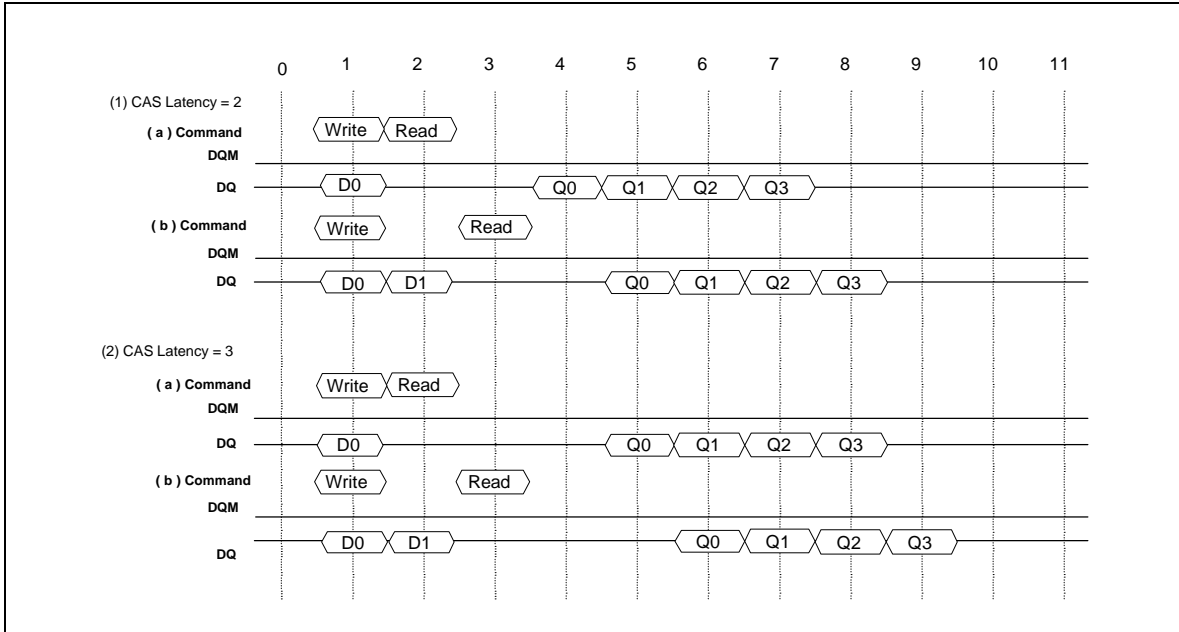 0 1 2 3 4 5 6 7 8 9 10 11
(1) CAS Latency = 2
( a ) Command Write Read
DQM
DQ D0 Q0 Q1 Q2 Q3
( b ) Command Write Read
DQM
DQ D0 D1 Q0 Q1 Q2 Q3
(2) CAS Latency = 3
( a ) Command Write Read
DQM
DQ D0 Q0 Q1 Q2 Q3
( b ) Command Write Read
DQM
DQ D0 D1 Q0 Q1 Q2 Q3